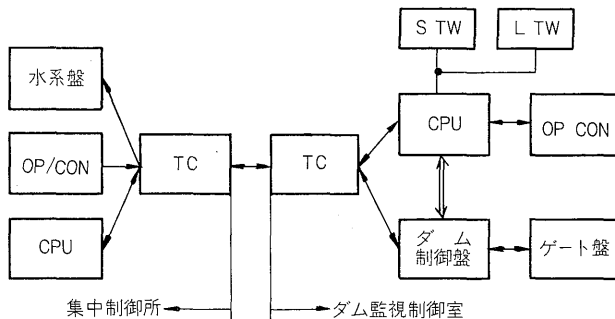 S TW
L TW
水系盤
OP/CON
CPU
TC
TC
CPU
OP CON
ダム
制御盤
ゲート盤
集中制御所
ダム監視制御室